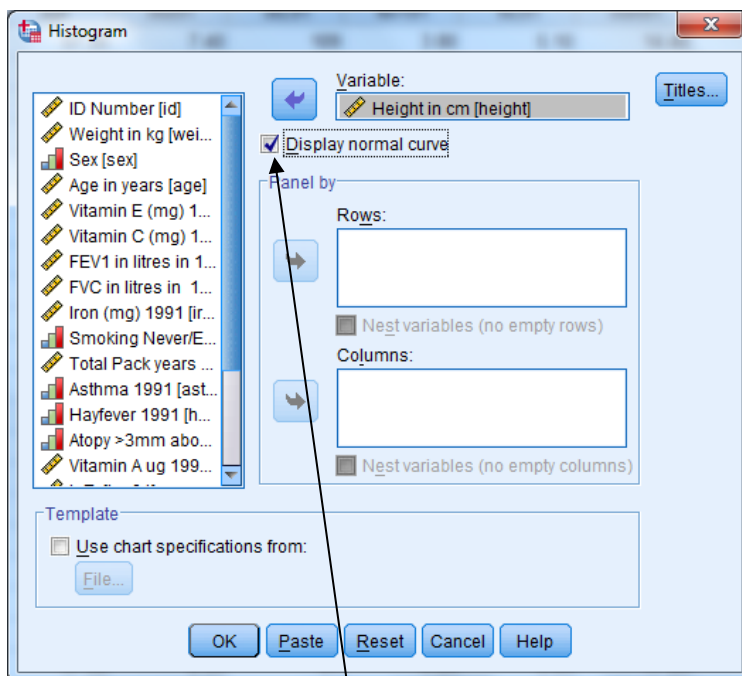 Histogram
Variable:
Height in cm [height]
Titles...
Display normal curve
ID Number [id]
Weight in kg [wei...
Sex [sex]
Age in years [age]
Vitamin E (mg) 1...
Vitamin C (mg) 1...
FEV1 in litres in 1...
FVC in litres in 1...
Iron (mg) 1991 [ir...
Smoking Never/E...
Total Pack years ...
Asthma 1991 [ast...
Hayfever 1991 [h...
Atopy >3mm abo...
Vitamin A ug 199...
Panel by
Rows:
Nest variables (no empty rows)
Columns:
Nest variables (no empty columns)
Template
Use chart specifications from:
File...
OK Paste Reset Cancel Help